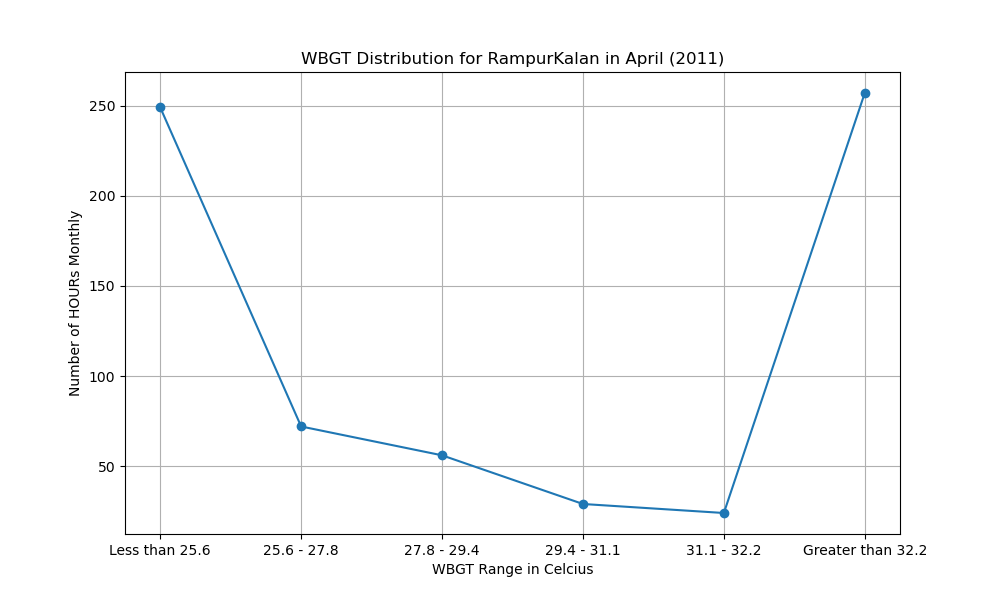 WBGT Distribution for RampurKalan in April (2011)
Number of HOURs Monthly
250
200
150
100
50
Less than 25.6
25.6 - 27.8
27.8 - 29.4
29.4 - 31.1
31.1 - 32.2
Greater than 32.2
WBGT Range in Celcius